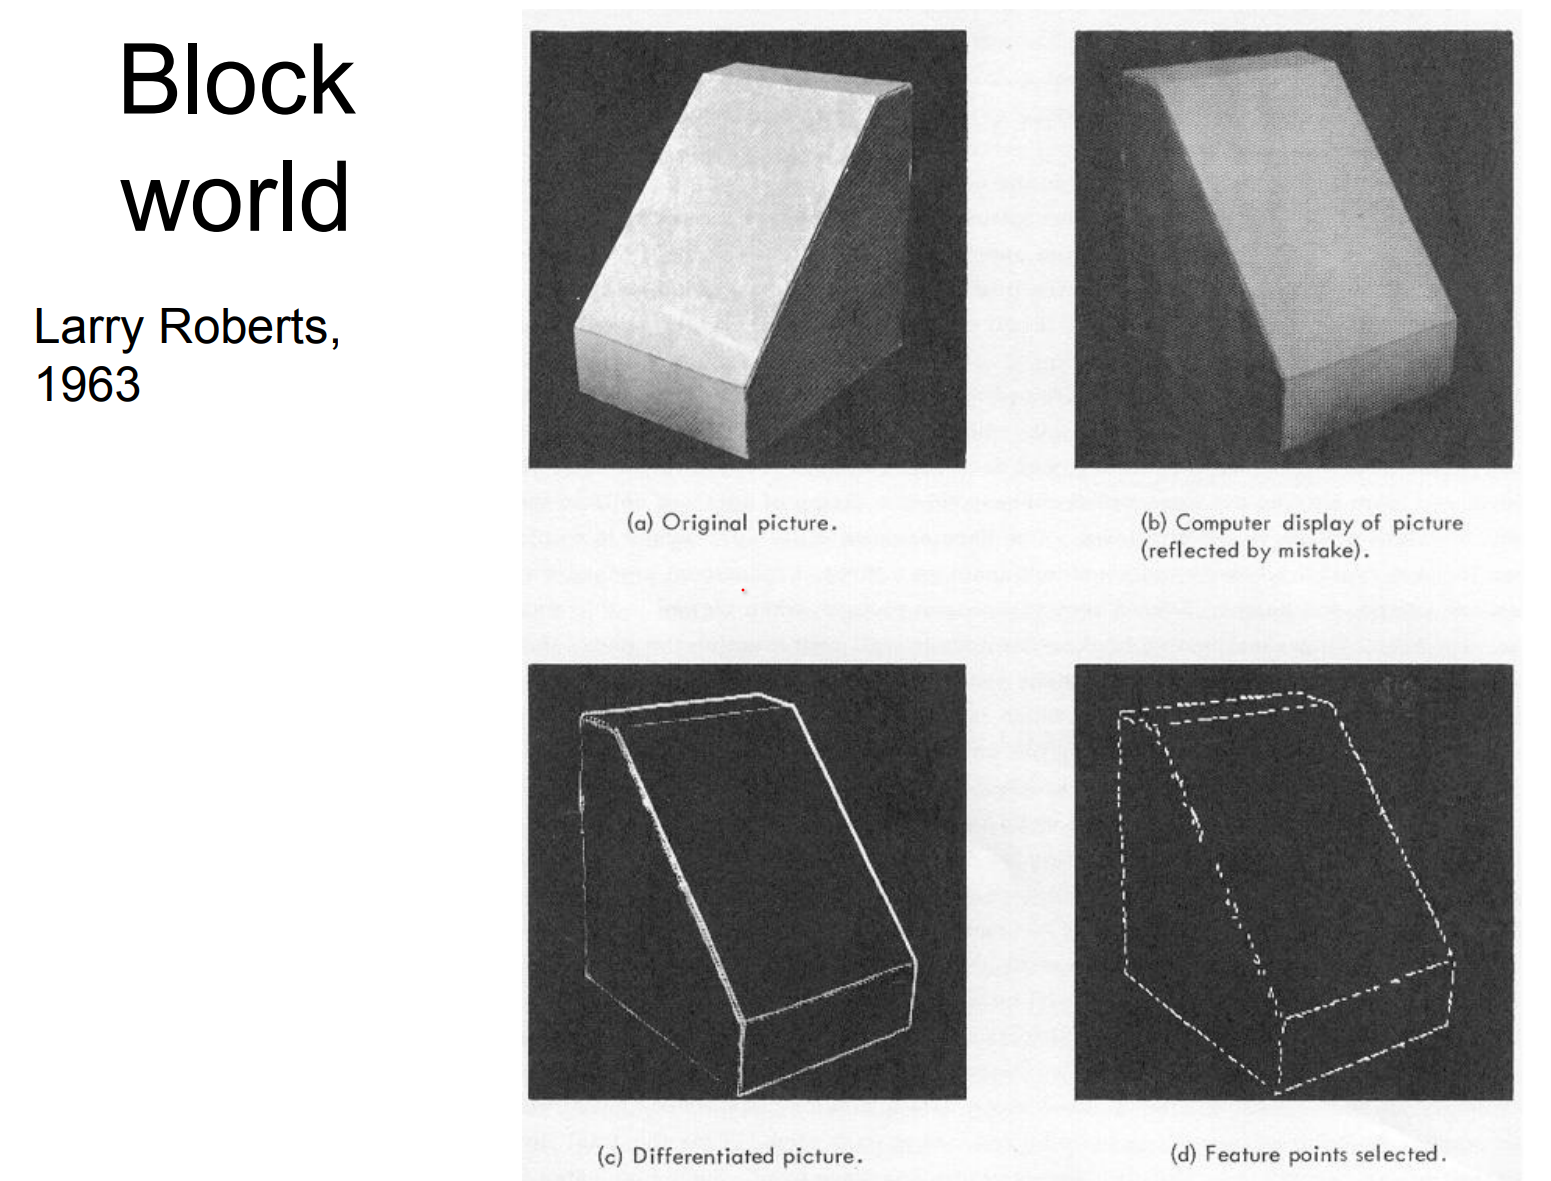 Block
world
Larry Roberts,
1963
(a) Original picture.
(b) Computer display of picture
(reflected by mistake).
(c) Differentiated picture.
(d) Feature points selected.